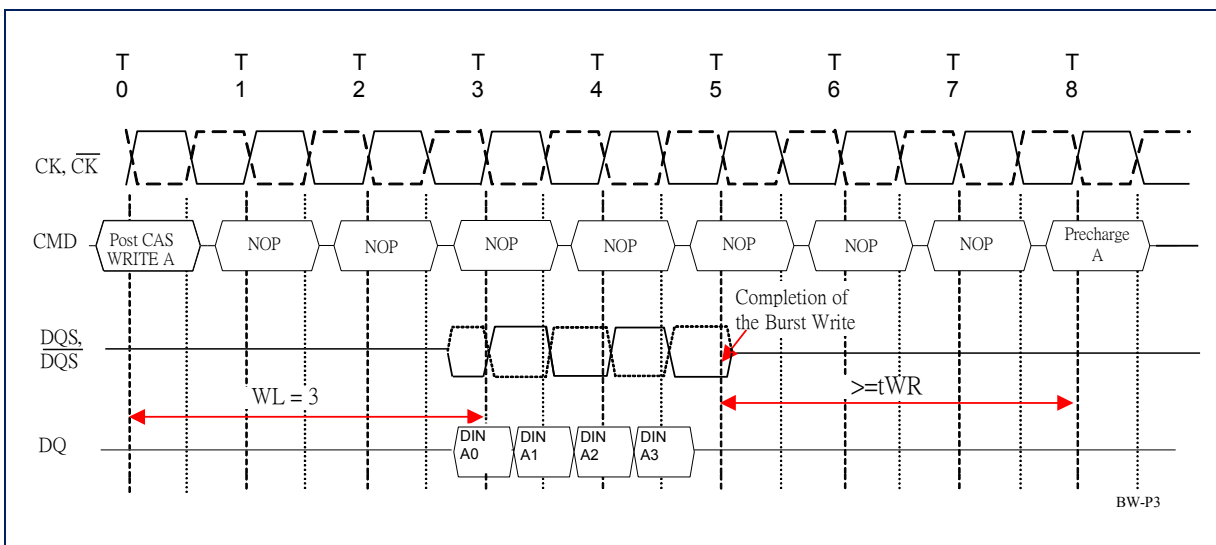 T T T T T T T T T
0 1 2 3 4 5 6 7 8
CK, CK
CMD
Post CAS
WRITE A
NOP NOP NOP NOP NOP NOP NOP
Precharge
A
Completion of
the Burst Write
DQS,
DQS
WL = 3
>=tWR
DQ
DIN
A0
DIN
A1
DIN
A2
DIN
A3
BW-P3